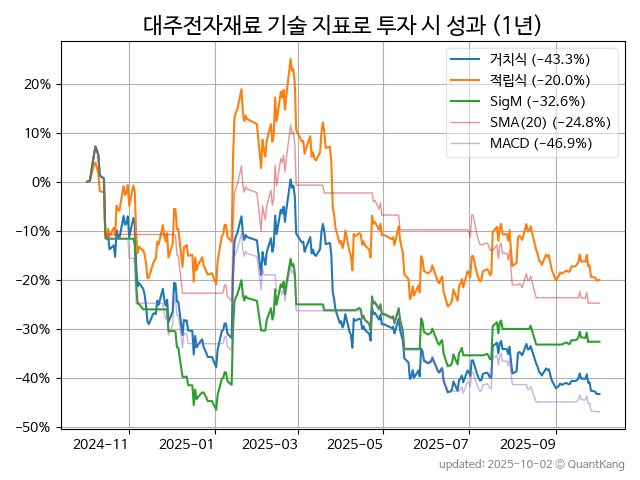 대주전자재료 기술 지표로 투자 시 성과 (1년)
거치식 (−43.3%)
적립식 (−20.0%)
SigM (−32.6%)
SMA(20) (−24.8%)
MACD (−46.9%)
20%
10%
0%
−10%
−20%
−30%
−40%
−50%
2024-11 2025-01 2025-03 2025-05 2025-07 2025-09
updated: 2025-10-02 © QuantKang